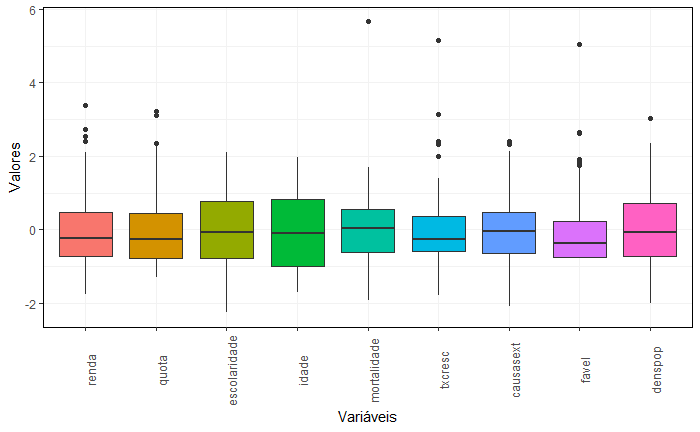 6
4
2
0
-2
Valores
renda
quota
escolaridade
idade
mortalidade
txcresc
causasext
favel
denspop
Variáveis